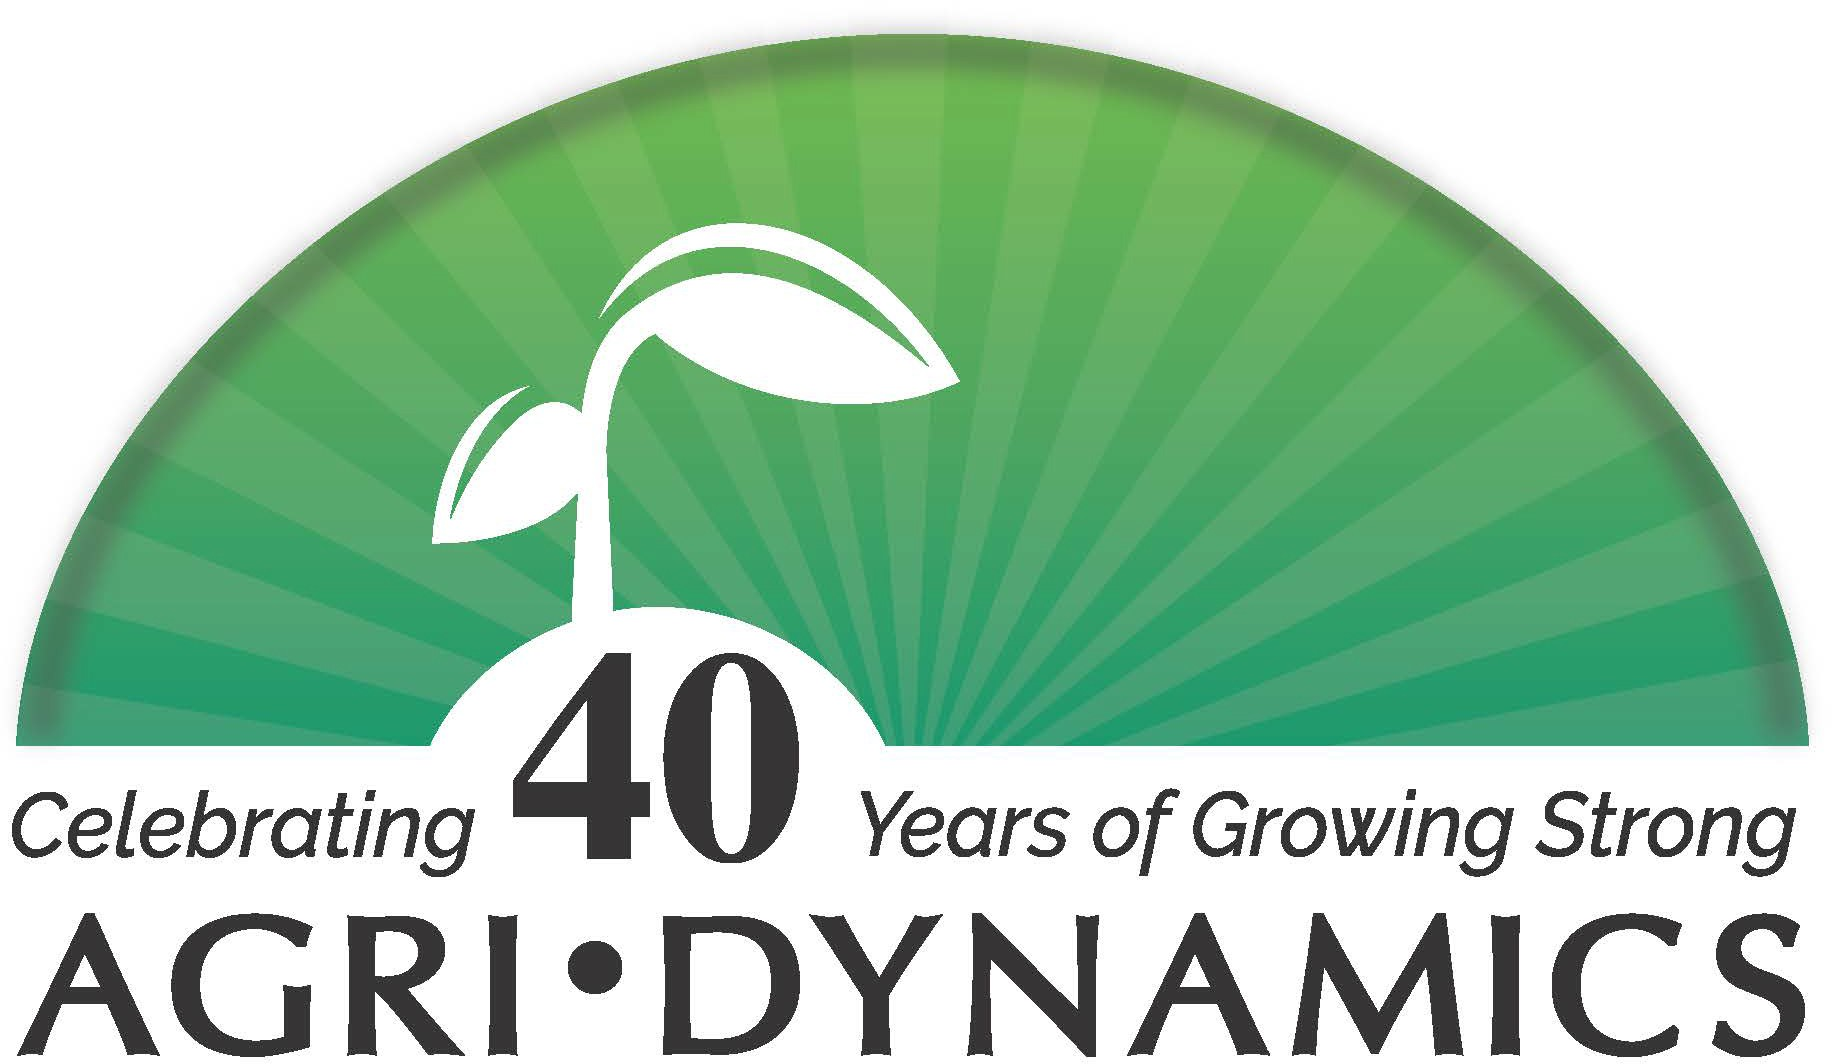 Celebrating 40 Years of Growing Strong
AGRI•DYNAMICS